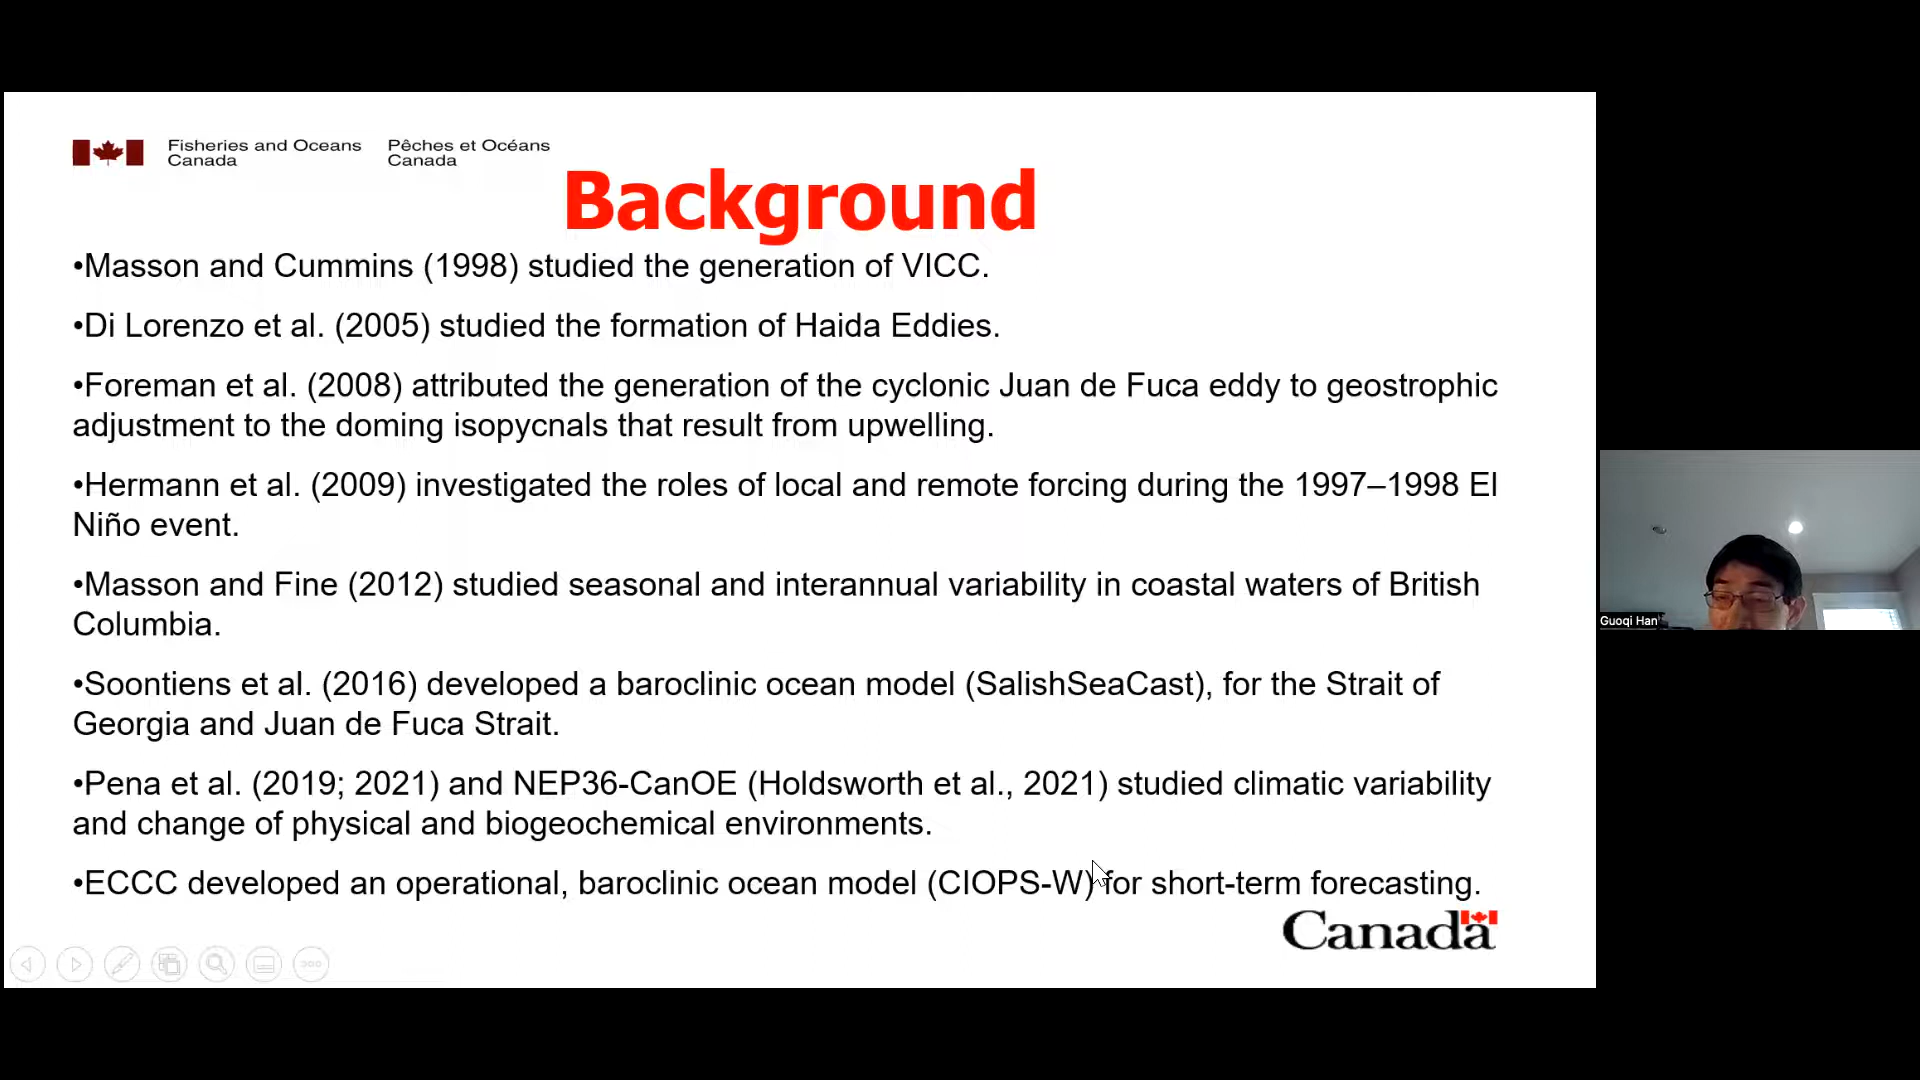 Fisheries and Oceans Pêches et Océans
Canada Canada
Background
•Masson and Cummins (1998) studied the generation of VICC.
•Di Lorenzo et al. (2005) studied the formation of Haida Eddies.
•Foreman et al. (2008) attributed the generation of the cyclonic Juan de Fuca eddy to geostrophic
adjustment to the doming isopycnals that result from upwelling.
•Hermann et al. (2009) investigated the roles of local and remote forcing during the 1997–1998 El
Niño event.
•Masson and Fine (2012) studied seasonal and interannual variability in coastal waters of British
Columbia.
•Soontiens et al. (2016) developed a baroclinic ocean model (SalishSeaCast), for the Strait of
Georgia and Juan de Fuca Strait.
•Pena et al. (2019; 2021) and NEP36-CanOE (Holdsworth et al., 2021) studied climatic variability
and change of physical and biogeochemical environments.
•ECCC developed an operational, baroclinic ocean model (CIOPS-W) for short-term forecasting.
Canada
Guoqi Han